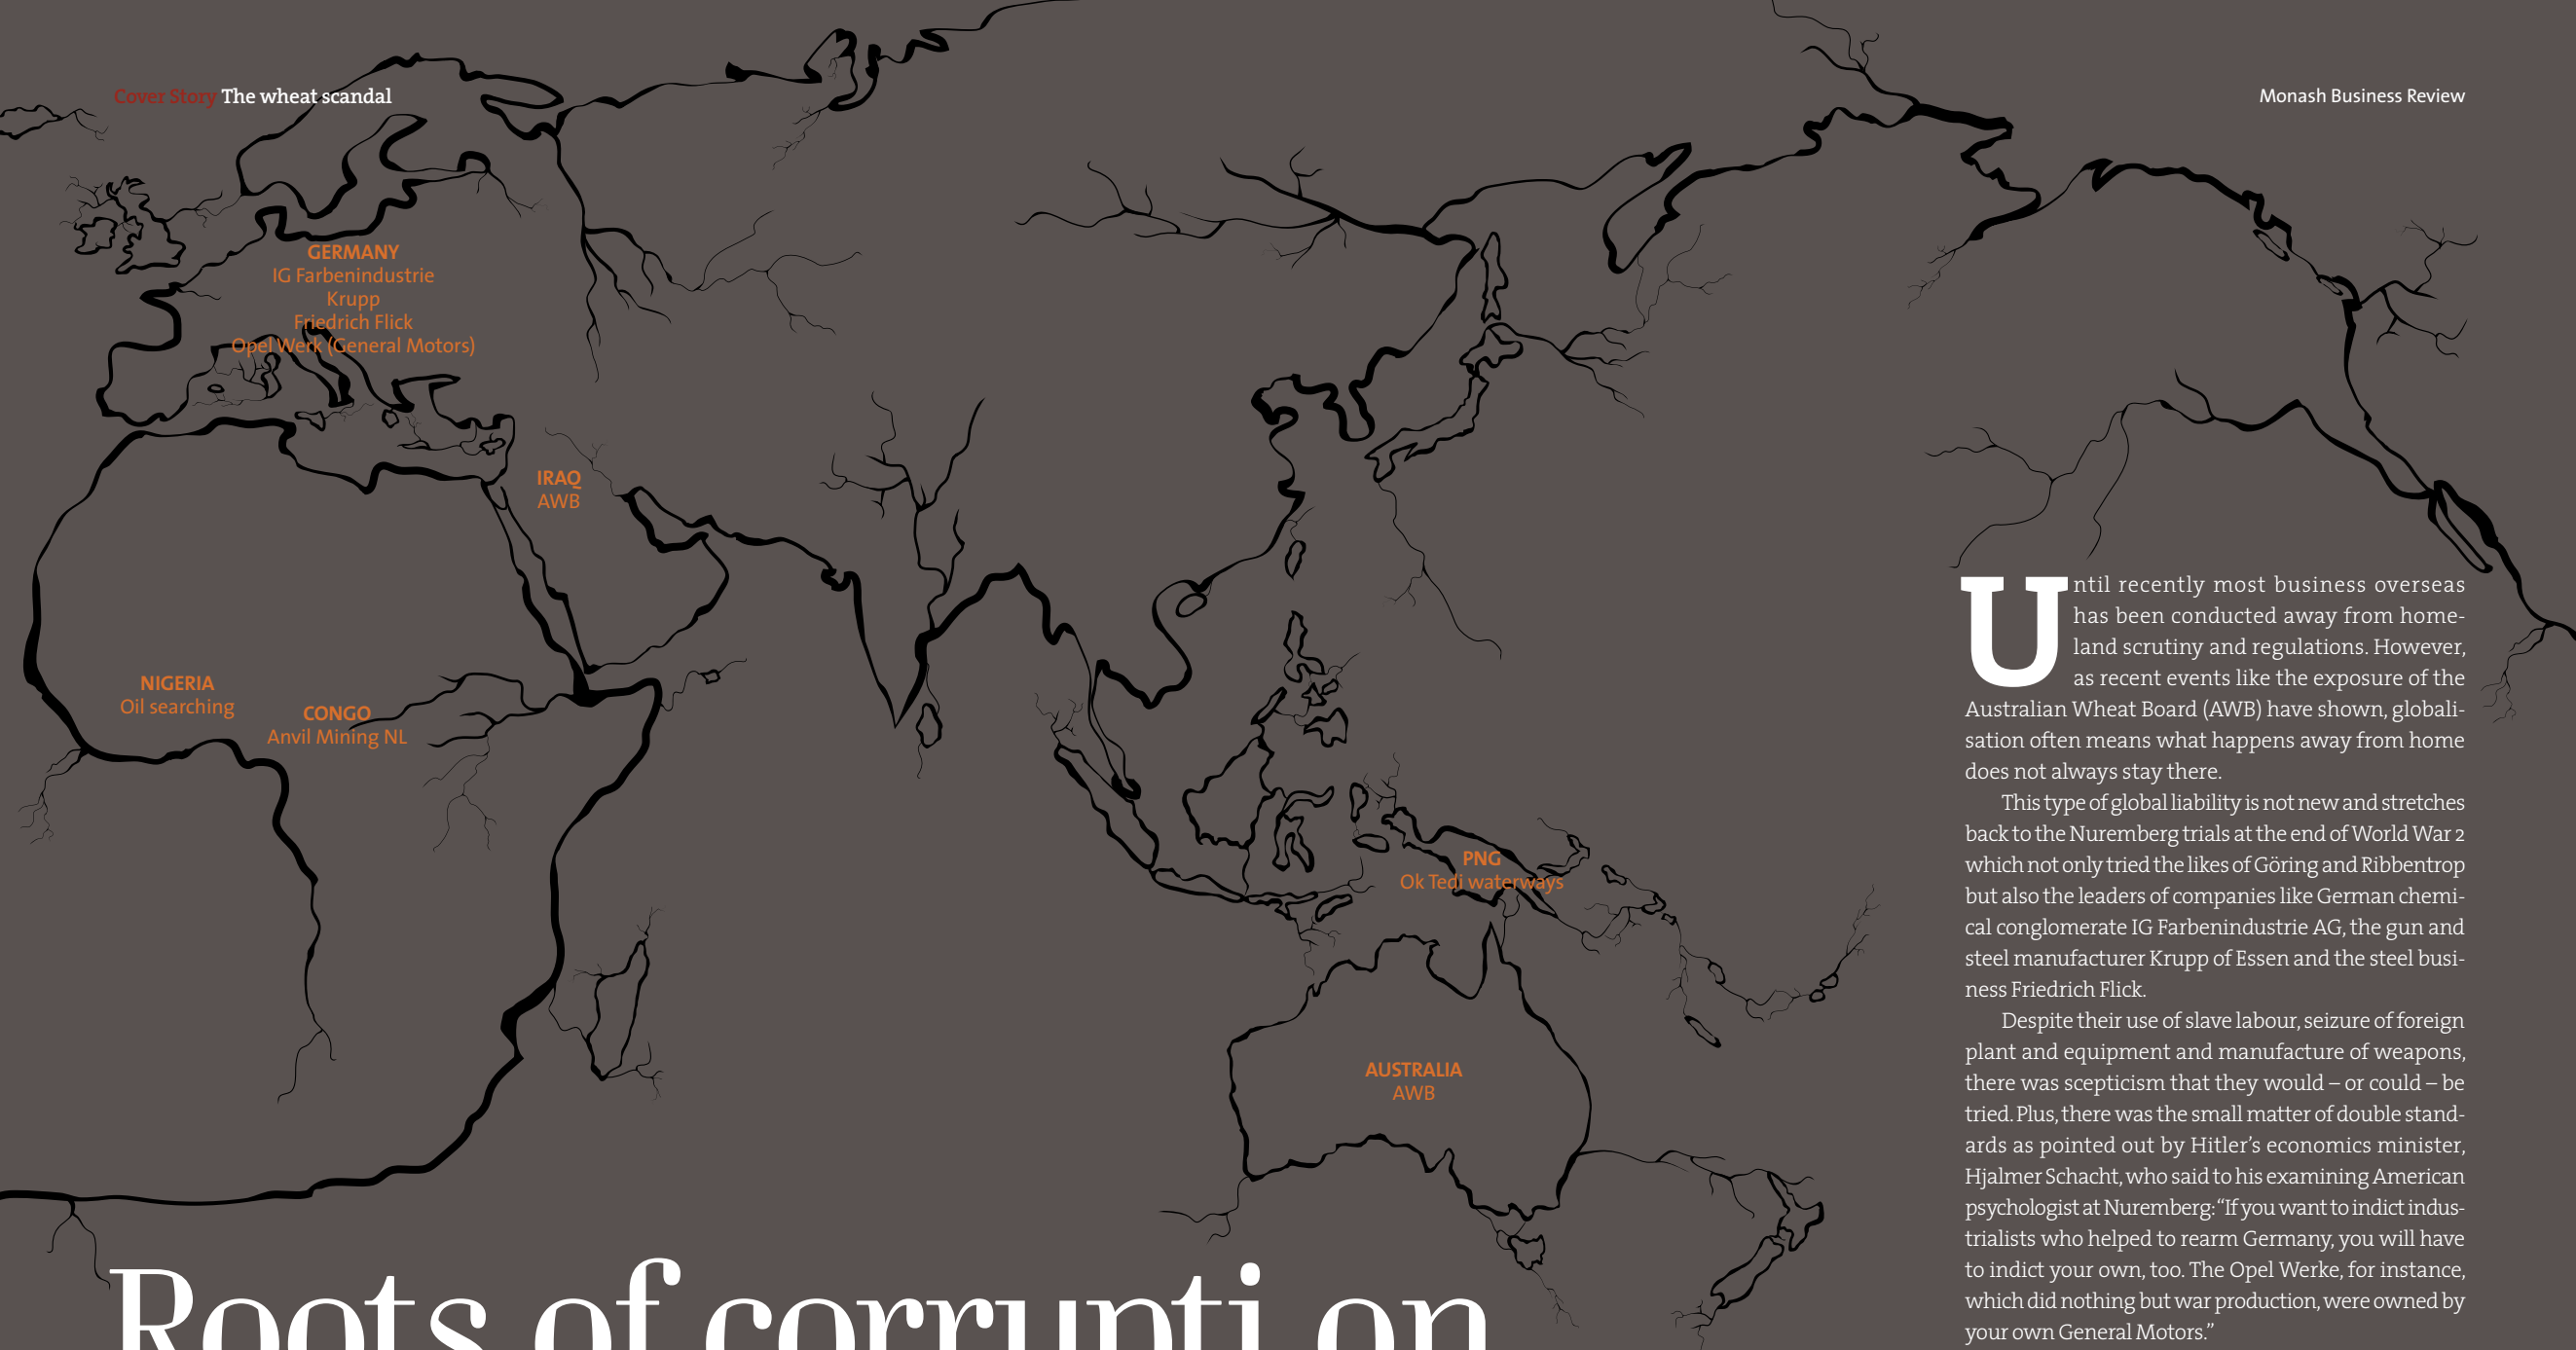 Cover Story The wheat scandal
Monash Business Review
GERMANY
IG Farbenindustrie
Krupp
Friedrich Flick
Opel Werk (General Motors)
IRAQ
AWB
NIGERIA
Oil searching
CONGO
Anvil Mining NL
PNG
Ok Tedi waterways
AUSTRALIA
AWB
Roots of corrupti on
Until recently most business overseas
has been conducted away from home-
land scrutiny and regulations. However,
as recent events like the exposure of the
Australian Wheat Board (AWB) have shown, globali-
sation often means what happens away from home
does not always stay there.
This type of global liability is not new and stretches
back to the Nuremberg trials at the end of World War 2
which not only tried the likes of Göring and Ribbentrop
but also the leaders of companies like German chemi-
cal conglomerate IG Farbenindustrie AG, the gun and
steel manufacturer Krupp of Essen and the steel busi-
ness Friedrich Flick.
Despite their use of slave labour, seizure of foreign
plant and equipment and manufacture of weapons,
there was scepticism that they would – or could – be
tried. Plus, there was the small matter of double stand-
ards as pointed out by Hitler’s economics minister,
Hjalmer Schacht, who said to his examining American
psychologist at Nuremberg: “If you want to indict indus-
trialists who helped to rearm Germany, you will have
to indict your own, too. The Opel Werke, for instance,
which did nothing but war production, were owned by
your own General Motors.”